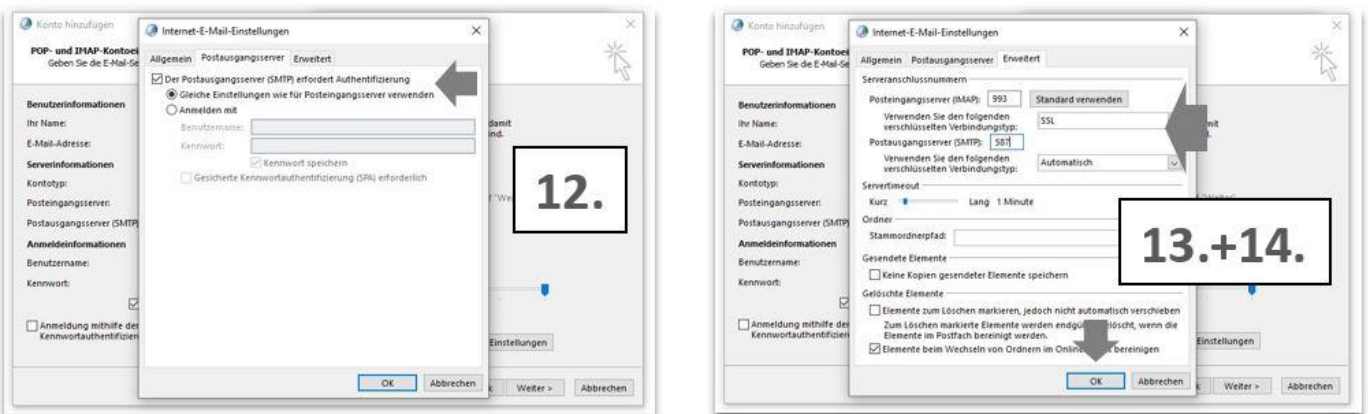 Konto hinzufügen
POP- und IMAP-Kontoei
Geben Sie die E-Mail-Se
Benutzerinformationen
Ihr Name:
E-Mail-Adresse:
Serverinformationen
Kontotyp:
Posteingangsserver:
Postausgangsserver (SMTP)
Anmeldeinformationen
Benutzername:
Kennwort:
Anmeldung mithilfe der
Kennwortauthentifizien
Internet-E-Mail-Einstellungen
Allgemein Postausgangsserver Erweitert
Der Postausgangsserver (SMTP) erfordert Authentifizierung
Gleiche Einstellungen wie für Posteingangsserver verwenden
Anmelden mit
Benutzername:
Kennwort:
Kennwort speichern
Gesicherte Kennwortauthentifizierung (SPA) erforderlich
OK Abbrechen
damit
ind.
f "We
12.
Einstellungen
Weiter > Abbrechen
Konto hinzufügen
POP- und IMAP-Kontoei
Geben Sie die E-Mail-Se
Benutzerinformationen
Ihr Name:
E-Mail-Adresse:
Serverinformationen
Kontotyp:
Posteingangsserver:
Postausgangsserver (SMTP)
Anmeldeinformationen
Benutzername:
Kennwort:
Anmeldung mithilfe der
Kennwortauthentifizien
Internet-E-Mail-Einstellungen
Allgemein Postausgangsserver Erweitert
Serveranschlussnummern
Posteingangsserver (IMAP): 993 Standard verwenden
Verwenden Sie den folgenden
verschlüsselten Verbindungstyp: SSL
Postausgangsserver (SMTP): 587
Verwenden Sie den folgenden
verschlüsselten Verbindungstyp: Automatisch
Servertimeout
Kurz Lang 1 Minute
Ordner
Stammordnerpfad:
Gesendete Elemente
Keine Kopien gesendeter Elemente speichern
Gelöschte Elemente
Elemente zum Löschen markieren, jedoch nicht automatisch verschieben
Zum Löschen markierte Elemente werden endgü löscht, wenn die
Elemente im Postfach bereinigt werden.
Elemente beim Wechseln von Ordnern im Online bereinigen
OK Abbrechen
mit
13.+14.
Einstellungen
Weiter > Abbrechen